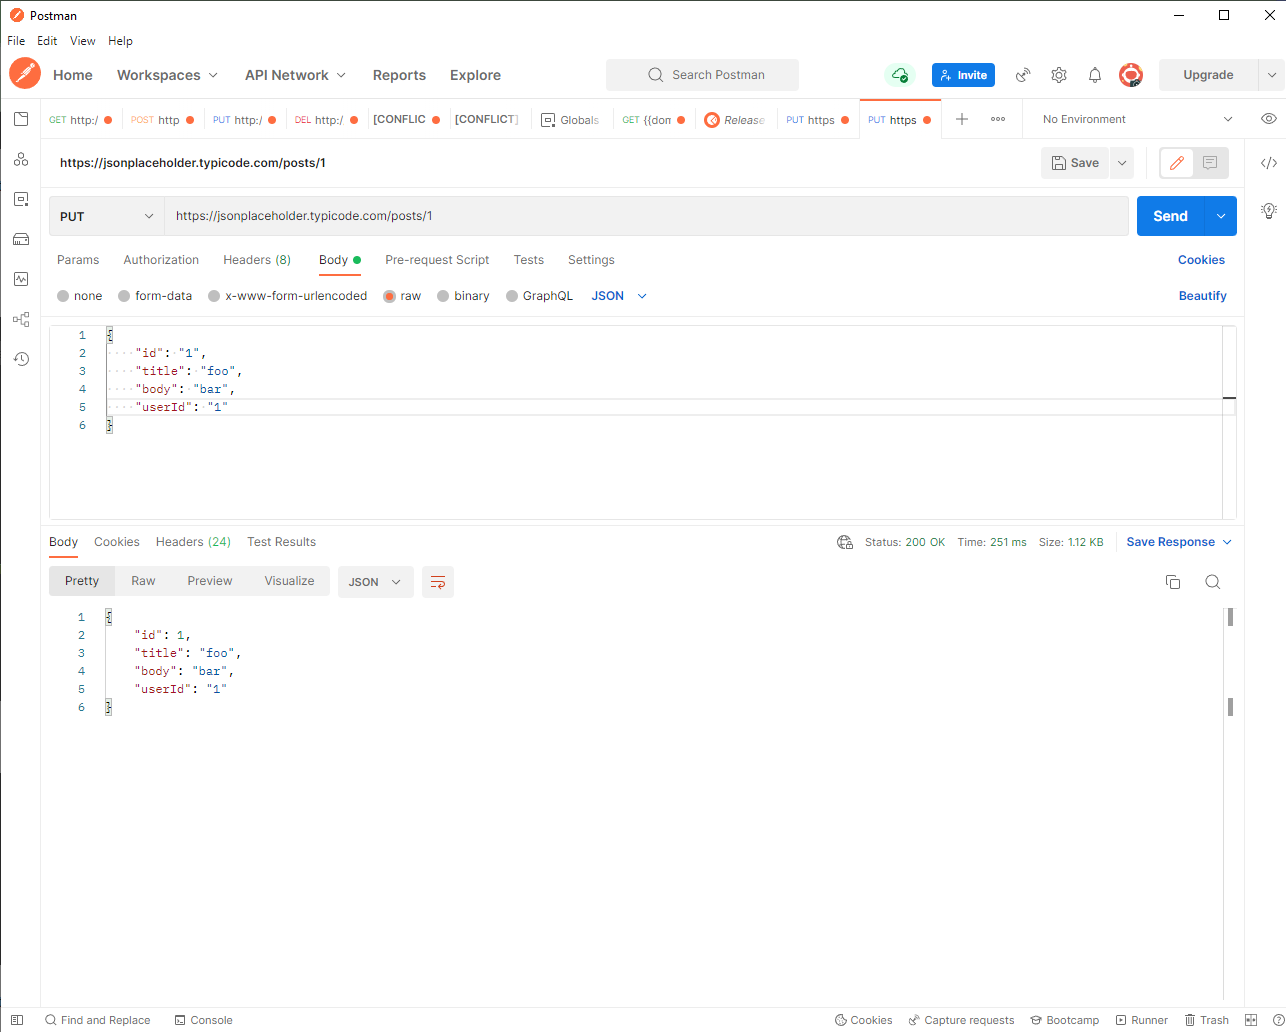 Postman
File Edit View Help
Home Workspaces API Network Reports Explore Search Postman Invite Upgrade
GET http:/ POST http PUT http:/ DEL http:/ [CONFLIC [CONFLICT] Globals GET {{don Release PUT https PUT https No Environment
https://jsonplaceholder.typicode.com/posts/1 Save
PUT https://jsonplaceholder.typicode.com/posts/1 Send
Params Authorization Headers (8) Body Pre-request Script Tests Settings Cookies
none form-data x-www-form-urlencoded raw binary GraphQL JSON Beautify
1 {
2 "id": "1",
3 "title": "foo",
4 "body": "bar",
5 "userId": "1"
6 }
Body Cookies Headers (24) Test Results Status: 200 OK Time: 251 ms Size: 1.12 KB Save Response
Pretty Raw Preview Visualize JSON
1 {
2 "id": 1,
3 "title": "foo",
4 "body": "bar",
5 "userId": "1"
6 }
Find and Replace Console Cookies Capture requests Bootcamp Runner Trash